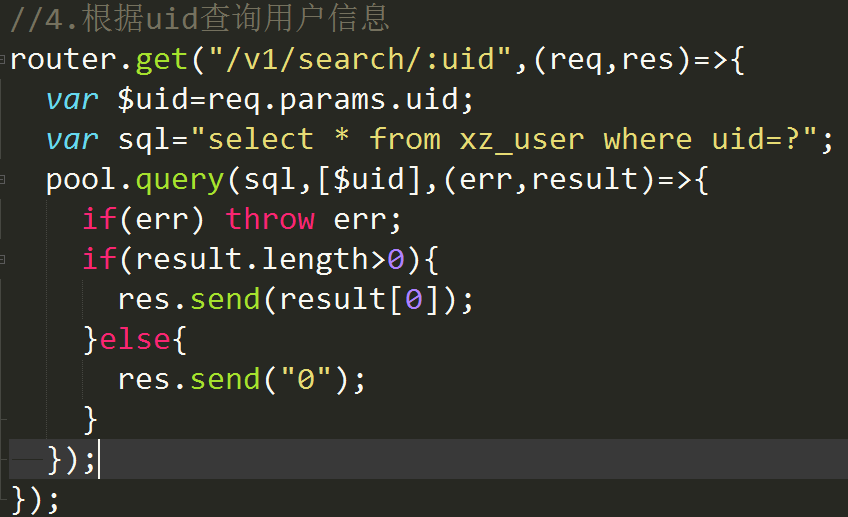 //4.根据uid查询用户信息
router.get("/v1/search/:uid",(req,res)=>{
  var $uid=req.params.uid;
  var sql="select * from xz_user where uid=?";
  pool.query(sql,[$uid],(err,result)=>{
    if(err) throw err;
    if(result.length>0){
      res.send(result[0]);
    }else{
      res.send("0");
    }
  });
});